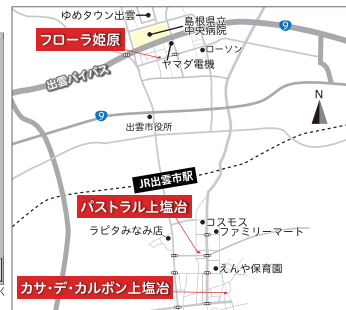 ゆめタウン出雲
島根県立
中央病院
9
フローラ姫原
ローソン
ヤマダ電機
出雲バイパス
9
出雲市役所
N
JR出雲市駅
パストラル上塩冶
コスモス
ラピタみなみ店
ファミリーマート
えんや保育園
カサ・デ・カルボン上塩冶
く